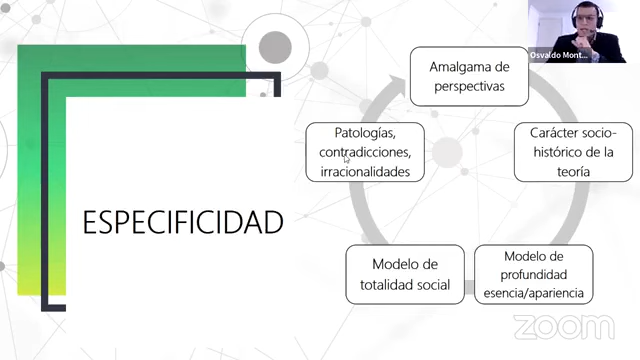 Osvaldo Mont...
Amalgama de
perspectivas
Patologías,
contradicciones,
irracionalidades
Carácter socio-
histórico de la
teoría
ESPECIFICIDAD
Modelo de
totalidad social
Modelo de
profundidad
esencia/apariencia
zoom